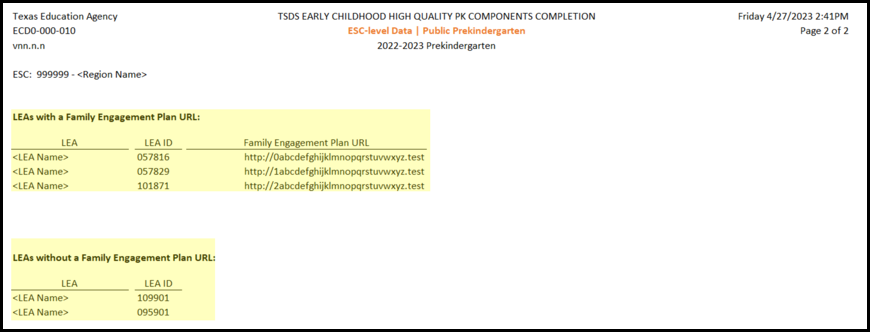 Texas Education Agency TSDS EARLY CHILDHOOD HIGH QUALITY PK COMPONENTS COMPLETION Friday 4/27/2023 2:41PM
ECD0-000-010 ESC-level Data | Public Prekindergarten Page 2 of 2
vnn.n.n 2022-2023 Prekindergarten
ESC: 999999 - <Region Name>
LEAs with a Family Engagement Plan URL:
LEA LEA ID Family Engagement Plan URL
<LEA Name> 057816 http://0abcdefghijklmnopqrstuvwxyz.test
<LEA Name> 057829 http://1abcdefghijklmnopqrstuvwxyz.test
<LEA Name> 101871 http://2abcdefghijklmnopqrstuvwxyz.test
LEAs without a Family Engagement Plan URL:
LEA LEA ID
<LEA Name> 109901
<LEA Name> 095901